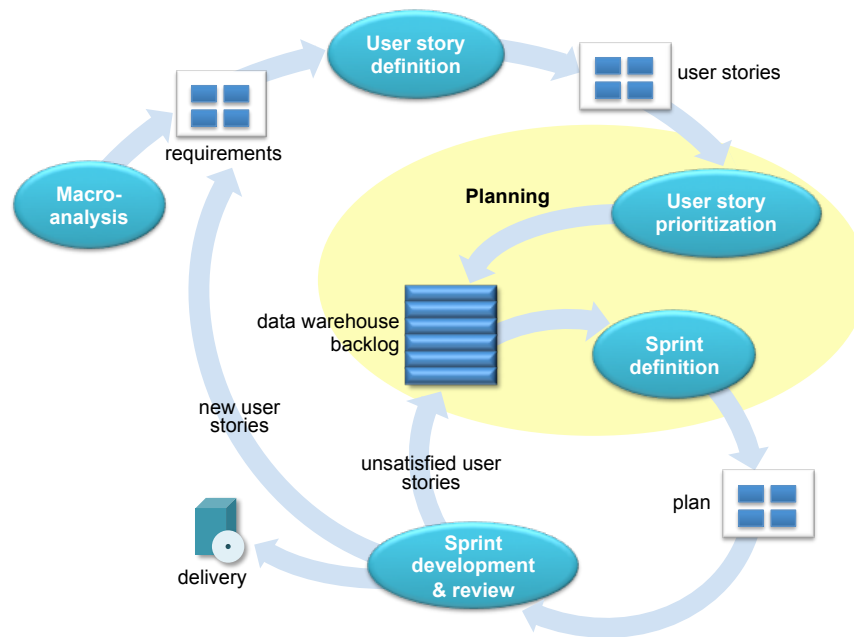 User story
definition
user stories
requirements
Macro-
analysis
Planning
User story
prioritization
data warehouse
backlog
Sprint
definition
new user
stories
unsatisfied user
stories
plan
Sprint
development
& review
delivery